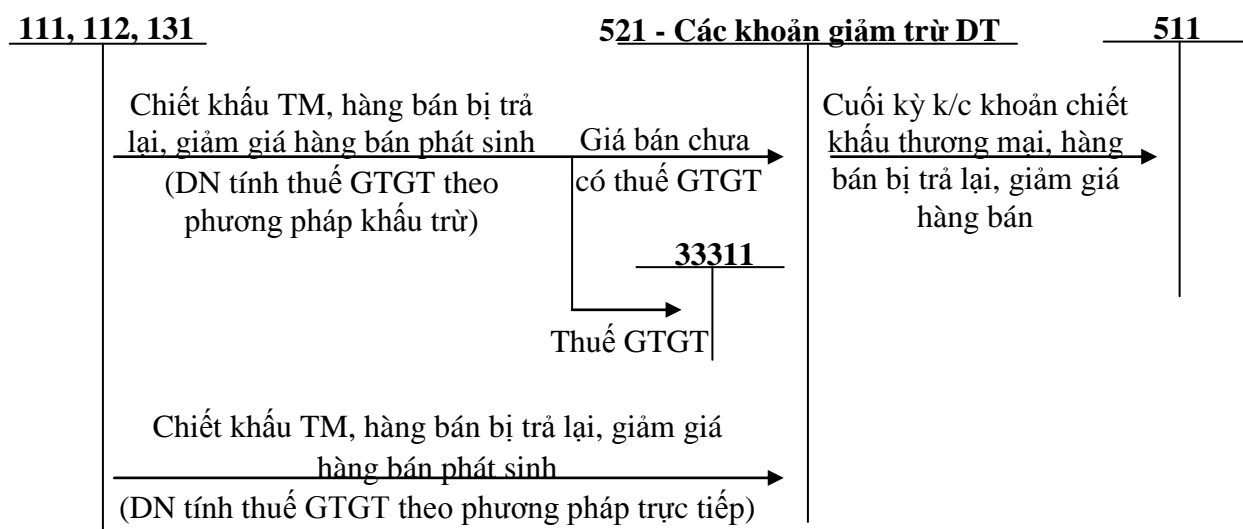 111, 112, 131
521 - Các khoản giảm trừ DT
511
Chiết khấu TM, hàng bán bị trả
lại, giảm giá hàng bán phát sinh
(DN tính thuế GTGT theo
phương pháp khấu trừ)
Giá bán chưa
có thuế GTGT
Cuối kỳ k/c khoản chiết
khấu thương mại, hàng
bán bị trả lại, giảm giá
hàng bán
33311
Thuế GTGT
Chiết khấu TM, hàng bán bị trả lại, giảm giá
hàng bán phát sinh
(DN tính thuế GTGT theo phương pháp trực tiếp)